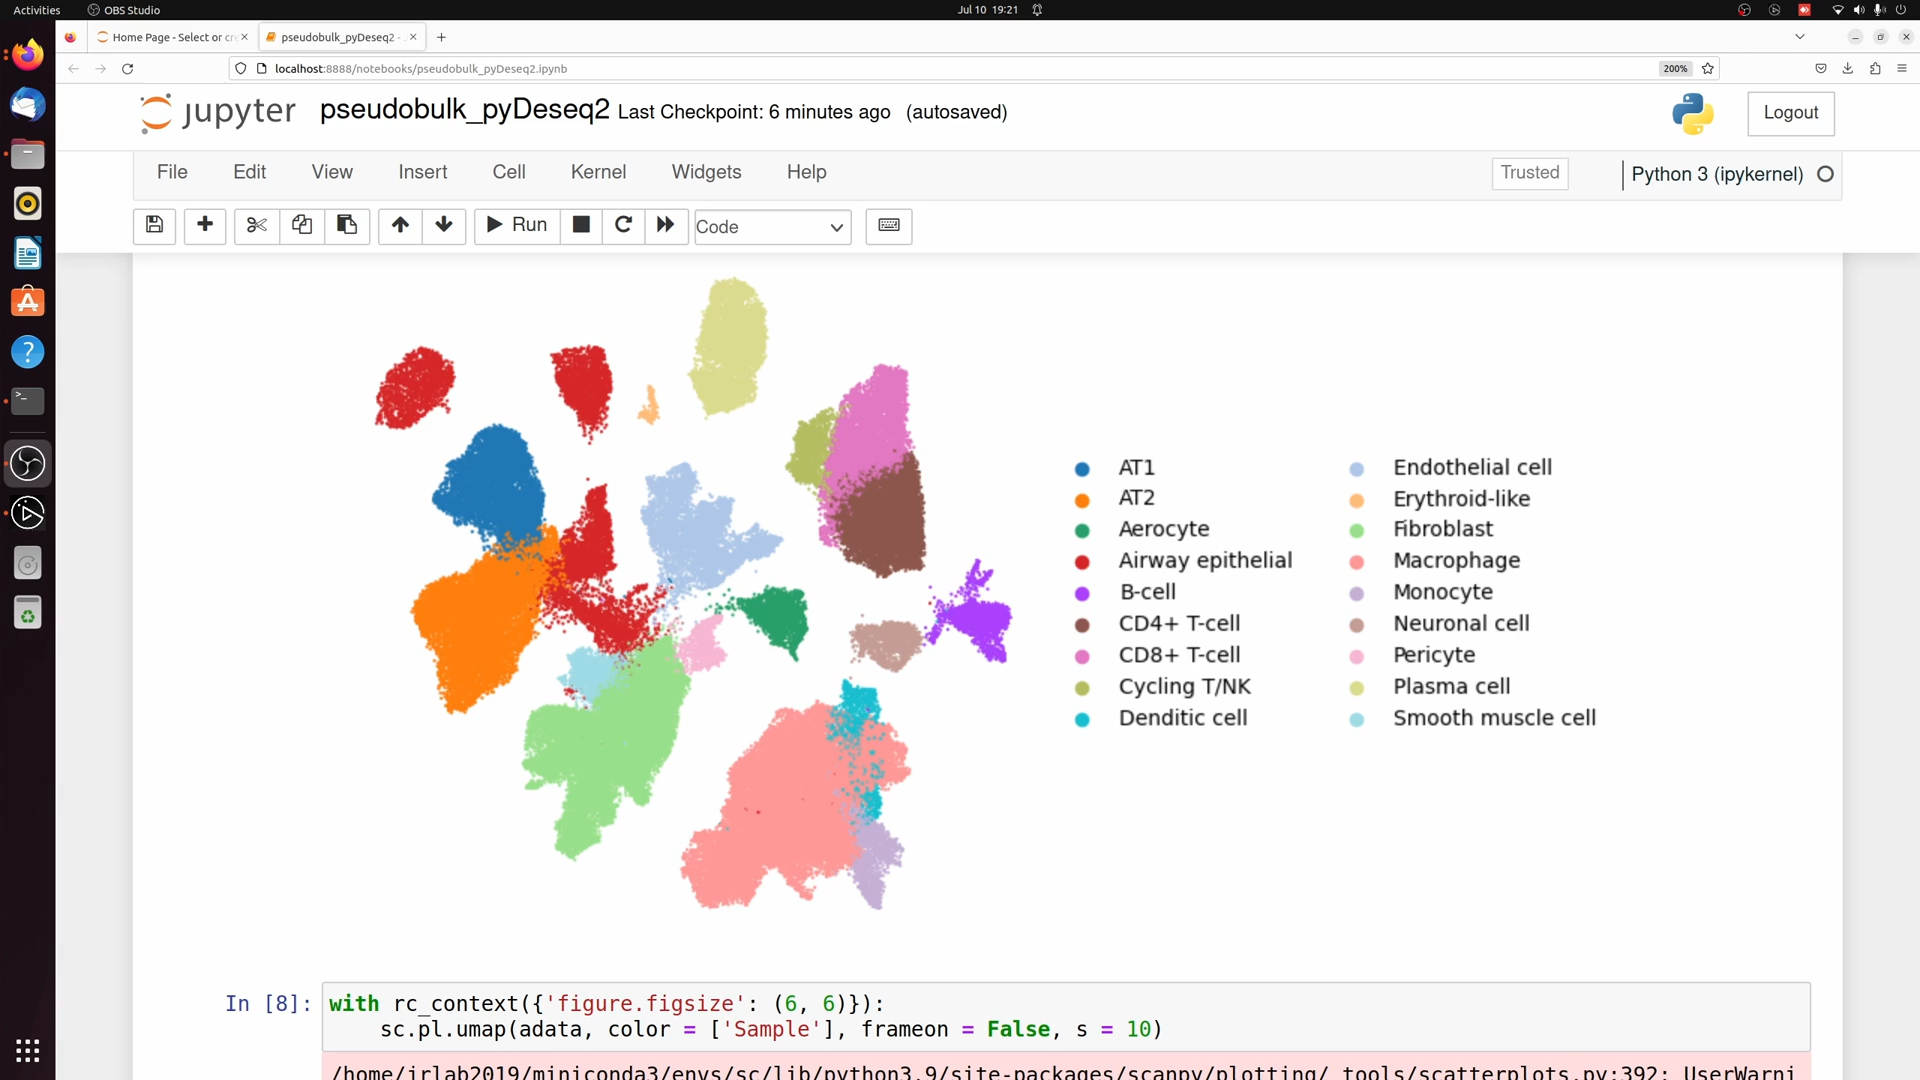 Activities
OBS Studio
Jul 10 19:21
Home Page - Select or cre
pseudobulk_pyDeseq2 -
localhost:8888/notebooks/pseudobulk_pyDeseq2.ipynb
200%
jupyter
pseudobulk_pyDeseq2 Last Checkpoint: 6 minutes ago (autosaved)
Logout
File Edit View Insert Cell Kernel Widgets Help
Trusted
Python 3 (ipykernel)
Run
Code
AT1
AT2
Aerocyte
Airway epithelial
B-cell
CD4+ T-cell
CD8+ T-cell
Cycling T/NK
Denditic cell
Endothelial cell
Erythroid-like
Fibroblast
Macrophage
Monocyte
Neuronal cell
Pericyte
Plasma cell
Smooth muscle cell
In [8]:
with rc_context({'figure.figsize': (6, 6)}):
sc.pl.umap(adata, color = ['Sample'], frameon = False, s = 10)
/home/jrlab2019/miniconda3/envs/sc/lib/python3.9/site-packages/scanpy/plotting/_tools/scatterplots.py:392: UserWarni